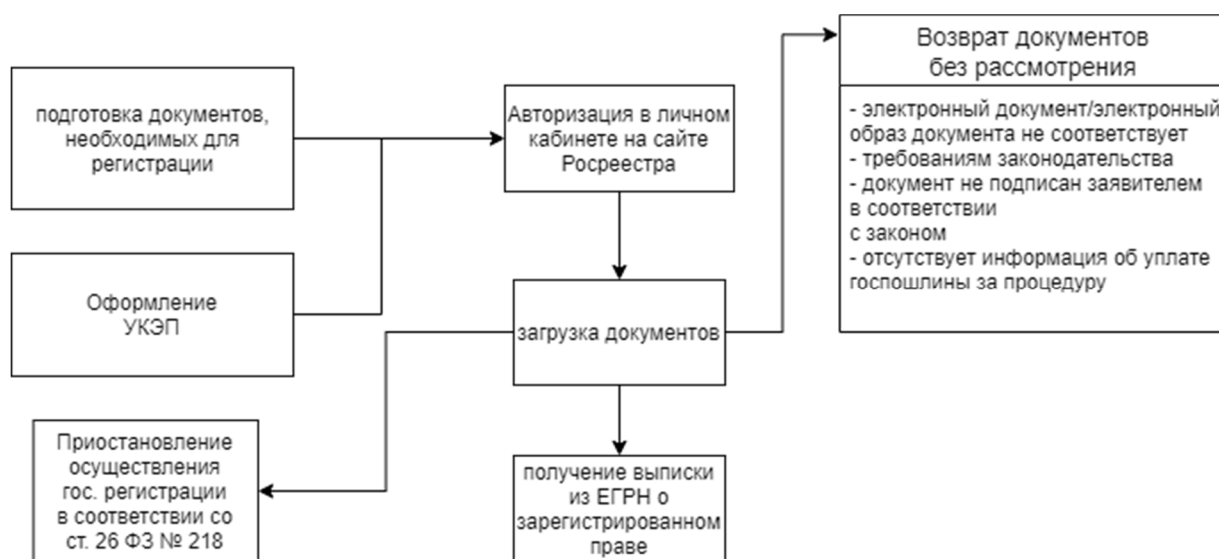 подготовка документов,
необходимых для
регистрации
Оформление
УКЭП
Авторизация в личном
кабинете на сайте
Росреестра
загрузка документов
Приостановление
осуществления
гос. регистрации
в соответствии со
ст. 26 ФЗ № 218
получение выписки
из ЕГРН о
зарегистрированном
праве
Возврат документов
без рассмотрения
- электронный документ/электронный
образ документа не соответствует
- требованиям законодательства
- документ не подписан заявителем
в соответствии
с законом
- отсутствует информация об уплате
госпошлины за процедуру